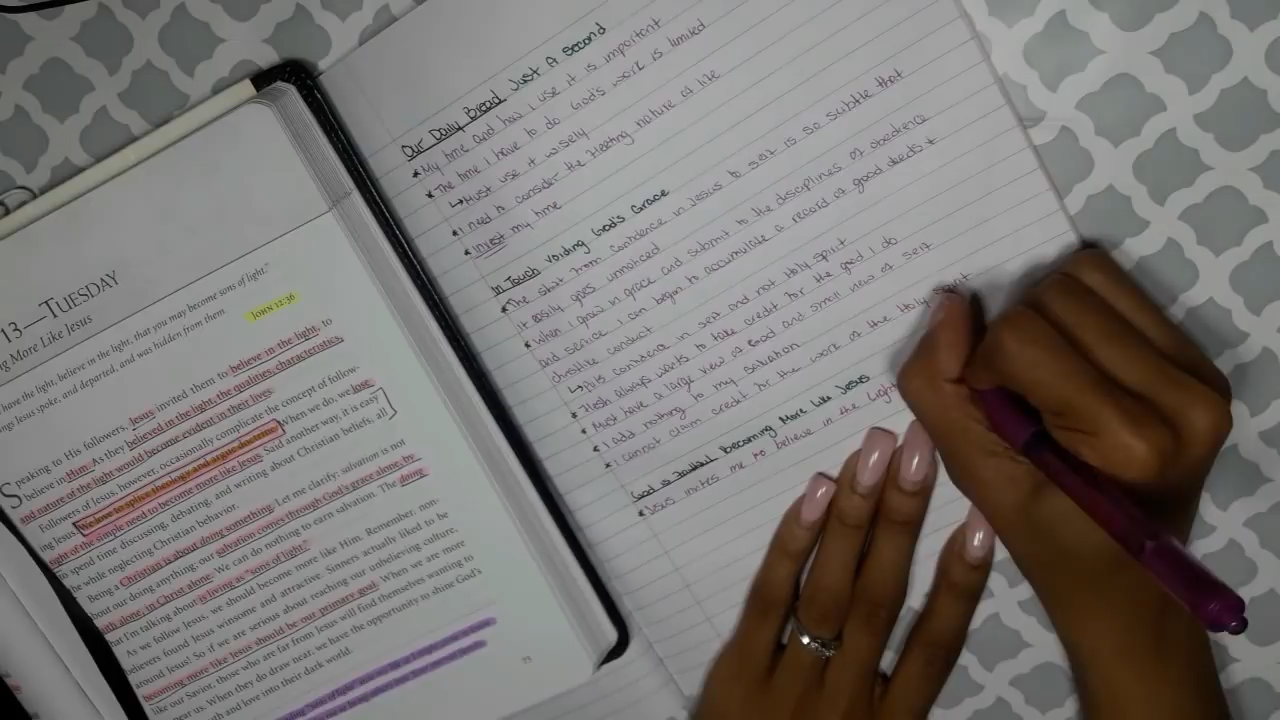 13—TUESDAY
g More Like Jesus
have the light, believe in the light, that you may become sons of light."
ngs Jesus spoke, and departed, and was hidden from them.
JOHN 12:36
Speaking to His followers, Jesus invited them to believe in the light, to
believe in Him. As they believed in the light, the qualities, characteristics,
and nature of the light would become evident in their lives.
Followers of Jesus, however, occasionally complicate the concept of follow-
ing Jesus. We love to splice theology and argue doctrine. When we do, we lose
sight of the simple need to become more like Jesus. Said another way, it is easy
to spend time discussing, debating, and writing about Christian beliefs, all
he while neglecting Christian behavior.
Being a Christian is about doing something. Let me clarify, salvation is not
bout our doing anything, our salvation comes through God's grace alone, by
aith alone, in Christ alone. We can do nothing to earn salvation. The doing
hat I'm talking about is living as "sons of light."
As we follow Jesus, we should become more like Him. Remember, non-
believers found Jesus winsome and attractive. Sinners actually liked to be
around Jesus! So if we are serious about reaching our unbelieving culture,
becoming more like Jesus should be our primary goal. When we are more
like our Savior, those who are far from Jesus will find themselves wanting to
near us. When they do draw near, we have the opportunity to shine God's
th and love into their dark world.
Our Daily Bread Just A Second
*My time and how I use it is important
*The time I have to do God's work is limited
↳Must use it wisely
*I need to consider the fleeting nature of life
*Invest my time
In Touch Voiding God's Grace
*The shift from confidence in Jesus to self is so subtle that
it easily goes unnoticed
*When I grow in grace and submit to the disciplines of obedience
and service I can begin to accumulate a record of good deeds +
christlike conduct
↳It is confidence in self and not Holy Spirit
*Flesh always wants to take credit for the good I do
*Must have a large view of God and small view of self
*I add nothing to my salvation
*I cannot claim credit for the work of the Holy Spirit
God is Becoming More Like Jesus
*Jesus invites me to believe in the light